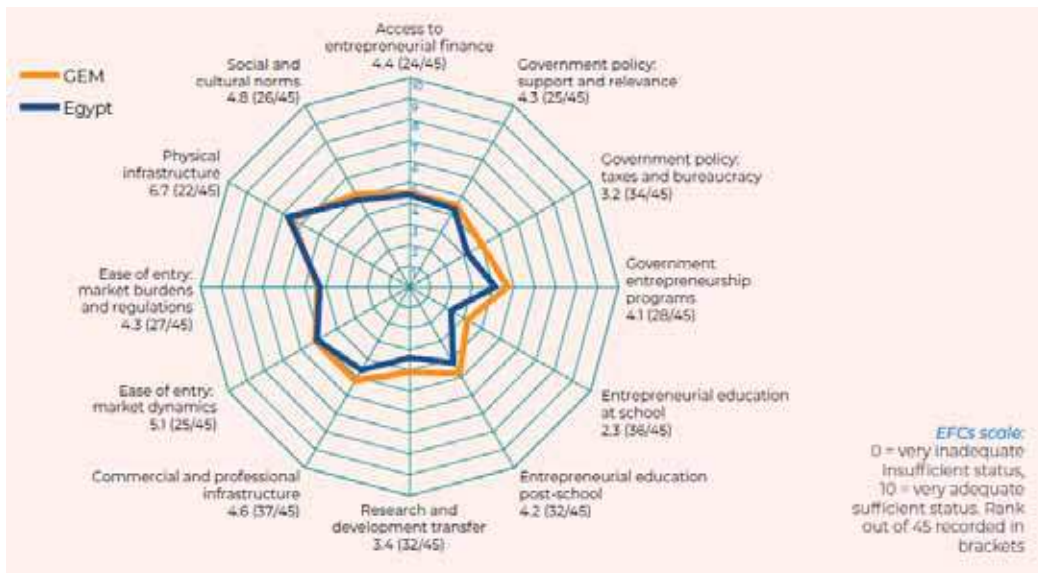 GEM
Egypt
Access to
entrepreneurial finance
4.4 (24/45)
Government policy:
support and relevance
4.3 (25/45)
Government policy:
taxes and bureaucracy
3.2 (34/45)
Government
entrepreneurship
programs
4.1 (28/45)
Entrepreneurial education
at school
2.3 (36/45)
Entrepreneurial education
post-school
4.2 (32/45)
Research and
development transfer
3.4 (32/45)
Commercial and professional
infrastructure
4.6 (37/45)
Ease of entry:
market dynamics
5.1 (25/45)
Ease of entry:
market burdens
and regulations
4.3 (27/45)
Physical
infrastructure
6.7 (22/45)
Social and
cultural norms
4.8 (26/45)
10
9
8
7
6
4
EFCs scale:
0 = very inadequate
insufficient status,
10 = very adequate
sufficient status. Rank
out of 45 recorded in
brackets